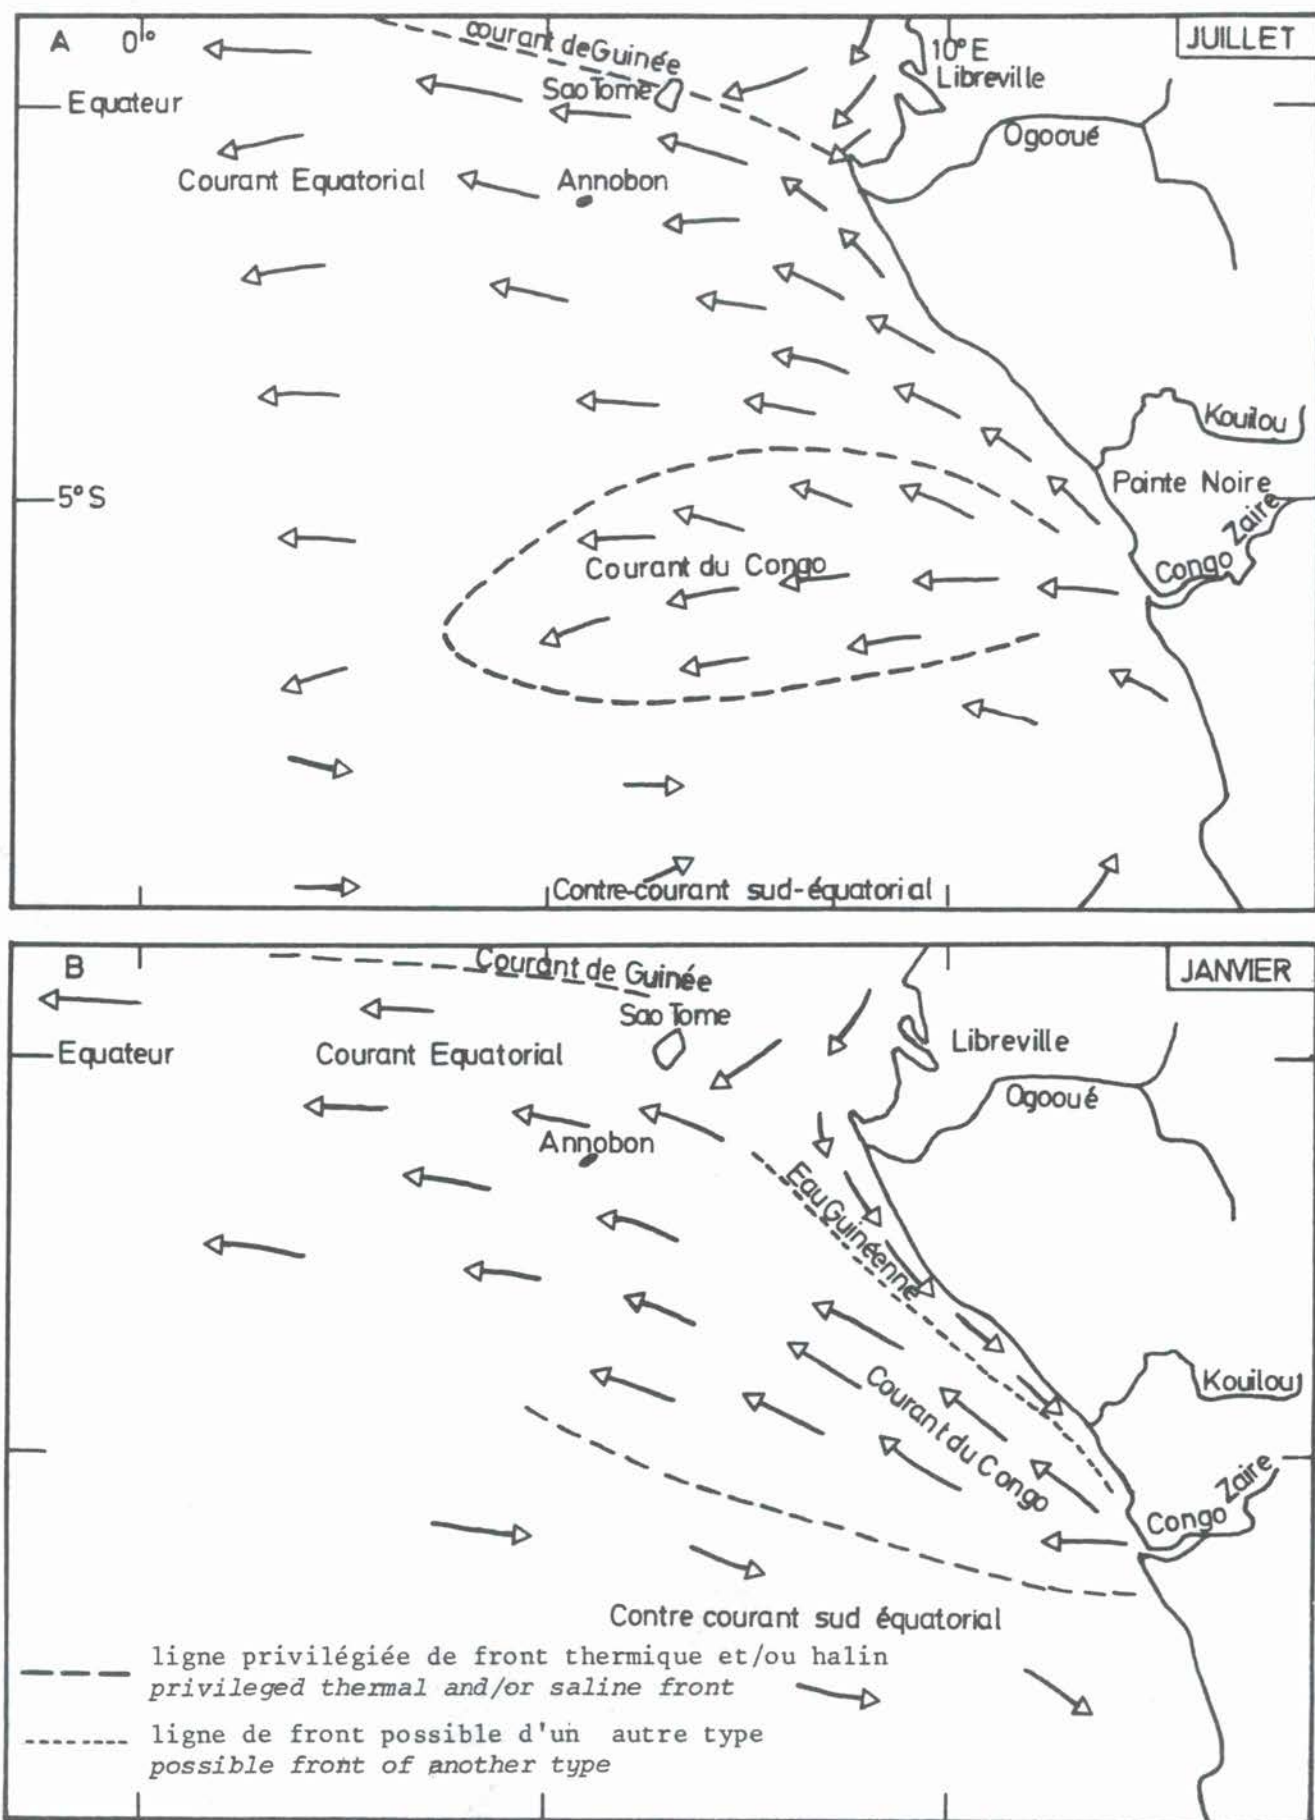 A
0°
courant de Guinée
10°E
JUILLET
Libreville
Sao Tome
Equateur
Ogooué
Courant Equatorial
Annobon
Kouilou
Pointe Noire
5°S
Zaire
Congo
Courant du Congo
Contre-courant sud-équatorial
B
Courant de Guinée
JANVIER
Sao Tome
Libreville
Equateur
Courant Equatorial
Ogooué
Annobon
Eau Guinéenne
Kouilou
Courant du Congo
Zaire
Congo
Contre courant sud équatorial
ligne privilégiée de front thermique et/ou halin
privileged thermal and/or saline front
ligne de front possible d'un autre type
possible front of another type